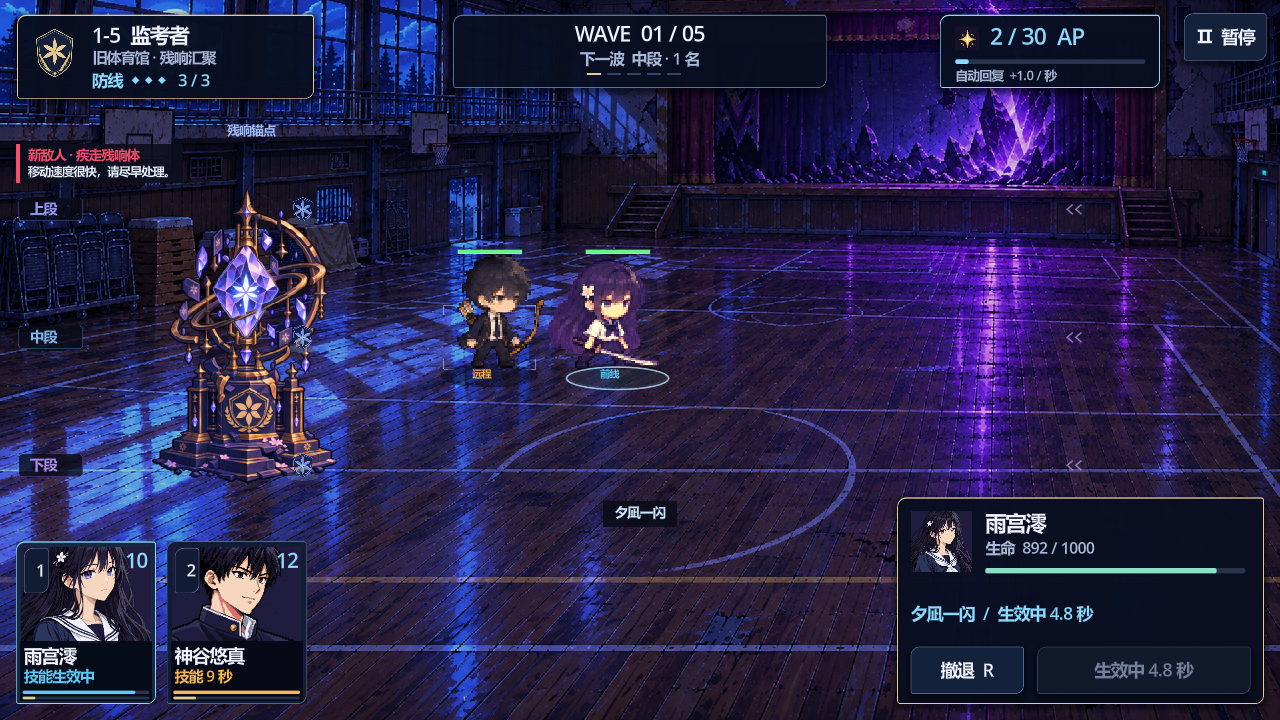 1-5 监考者
旧体育馆·残响汇聚
防线 3 / 3
WAVE 01 / 05
下一波 中段·1 名
2 / 30 AP
自动回复 +1.0 / 秒
暂停
残响锚点
新敌人·疾走残响体
移动速度很快，请尽早处理。
上段
中段
下段
远程
前线
夕凪一闪
1
10
雨宫澪
技能生效中
2
12
神谷悠真
技能 9 秒
雨宫澪
生命 892 / 1000
夕凪一闪 / 生效中 4.8 秒
撤退 R
生效中 4.8 秒